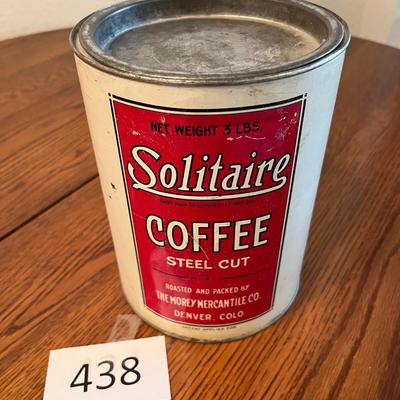 NET WEIGHT 3 LBS.
Solitaire
COFFEE
STEEL CUT
ROASTED AND PACKED BY
THE MOREY MERCANTILE CO.
DENVER, COLO.
438